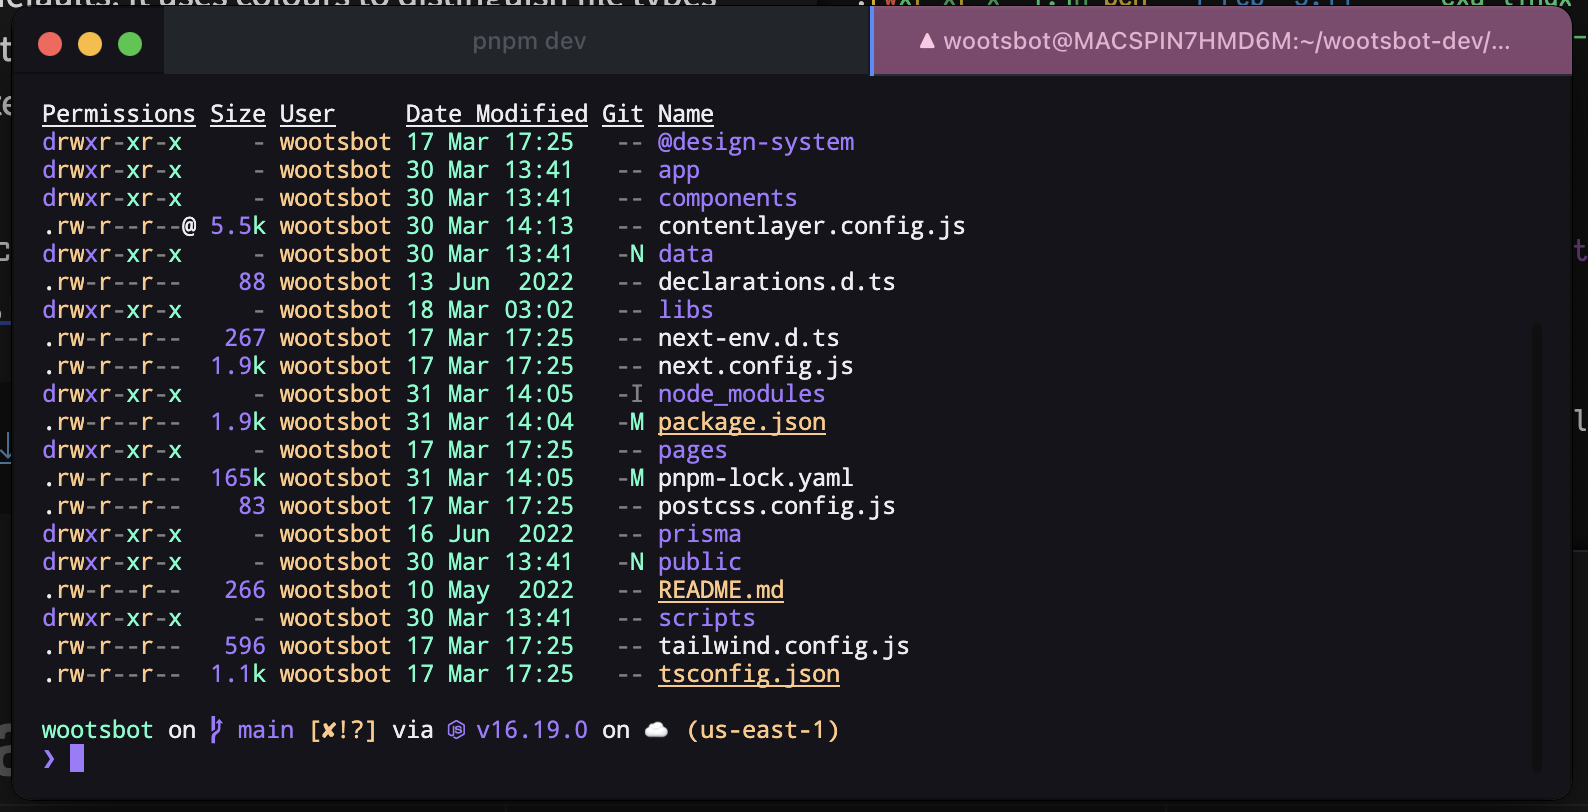 defaults. It uses colours to distinguish file types
pnpm dev
▲ wootsbot@MACSPIN7HMD6M:~/wootsbot-dev/...
Permissions Size User Date Modified Git Name
drwxr-xr-x - wootsbot 17 Mar 17:25 -- @design-system
drwxr-xr-x - wootsbot 30 Mar 13:41 -- app
drwxr-xr-x - wootsbot 30 Mar 13:41 -- components
.rw-r--r--@ 5.5k wootsbot 30 Mar 14:13 -- contentlayer.config.js
drwxr-xr-x - wootsbot 30 Mar 13:41 -N data
.rw-r--r-- 88 wootsbot 13 Jun 2022 -- declarations.d.ts
drwxr-xr-x - wootsbot 18 Mar 03:02 -- libs
.rw-r--r-- 267 wootsbot 17 Mar 17:25 -- next-env.d.ts
.rw-r--r-- 1.9k wootsbot 17 Mar 17:25 -- next.config.js
drwxr-xr-x - wootsbot 31 Mar 14:05 -I node_modules
.rw-r--r-- 1.9k wootsbot 31 Mar 14:04 -M package.json
drwxr-xr-x - wootsbot 17 Mar 17:25 -- pages
.rw-r--r-- 165k wootsbot 31 Mar 14:05 -M pnpm-lock.yaml
.rw-r--r-- 83 wootsbot 17 Mar 17:25 -- postcss.config.js
drwxr-xr-x - wootsbot 16 Jun 2022 -- prisma
drwxr-xr-x - wootsbot 30 Mar 13:41 -N public
.rw-r--r-- 266 wootsbot 10 May 2022 -- README.md
drwxr-xr-x - wootsbot 30 Mar 13:41 -- scripts
.rw-r--r-- 596 wootsbot 17 Mar 17:25 -- tailwind.config.js
.rw-r--r-- 1.1k wootsbot 17 Mar 17:25 -- tsconfig.json
wootsbot on main [✘!?] via v16.19.0 on ☁️ (us-east-1)
❯